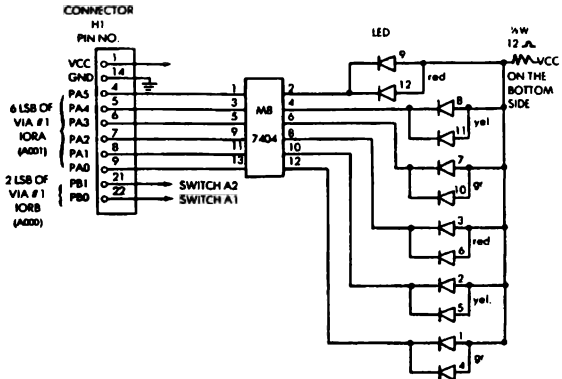 CONNECTOR
H1
PIN NO.
VCC 1
GND 14
PA5 4
PA4 5
PA3 6
PA2 7
PA1 8
PA0 9
PB1 21
PB0 22
6 LSB OF
VIA #1
IORA
(A001)
2 LSB OF
VIA #1
IORB
(A000)
SWITCH A2
SWITCH A1
1
3
5
9
11
13
M8
7404
2
4
6
8
10
12
LED
9
12
red
8
11
yel
7
10
gr
3
6
red
2
5
yel.
1
4
gr
½W
12
VCC
ON THE
BOTTOM
SIDE